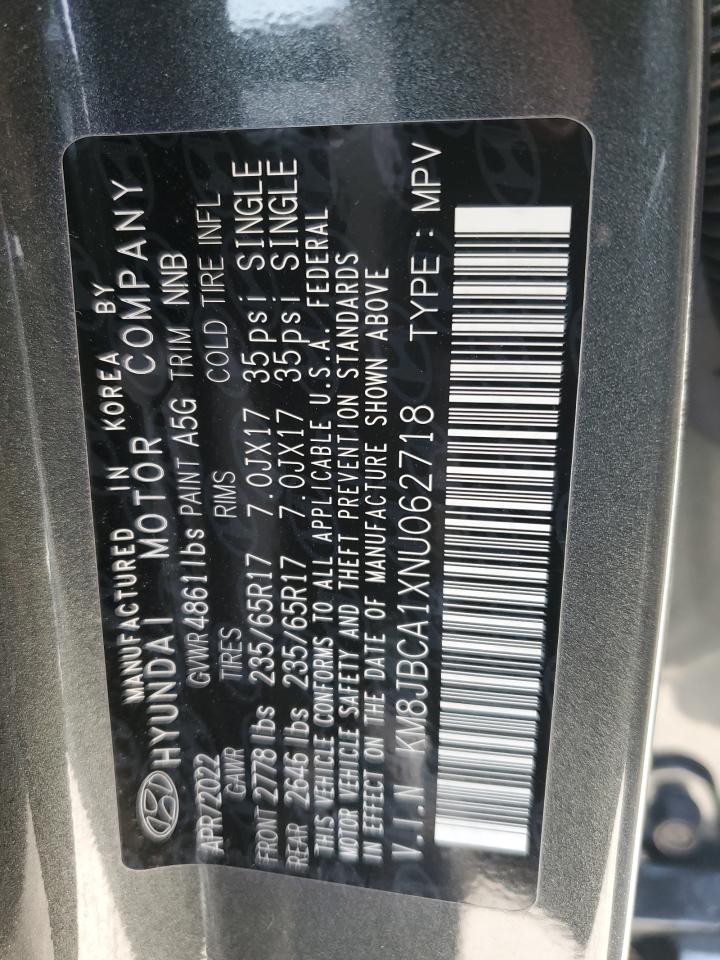 MANUFACTURED IN KOREA BY
HYUNDAI MOTOR COMPANY
APR/2022 GVWR 4861 lbs PAINT A5G TRIM NNB
GAWR TIRES RIMS COLD TIRE INFL
FRONT 2778 lbs 235/65R17 7.0JX17 35psi SINGLE
REAR 2646 lbs 235/65R17 7.0JX17 35psi SINGLE
THIS VEHICLE CONFORMS TO ALL APPLICABLE U.S.A. FEDERAL
MOTOR VEHICLE SAFETY AND THEFT PREVENTION STANDARDS
IN EFFECT ON THE DATE OF MANUFACTURE SHOWN ABOVE
V.I.N KM8JBCA1XNU062718 TYPE : MPV